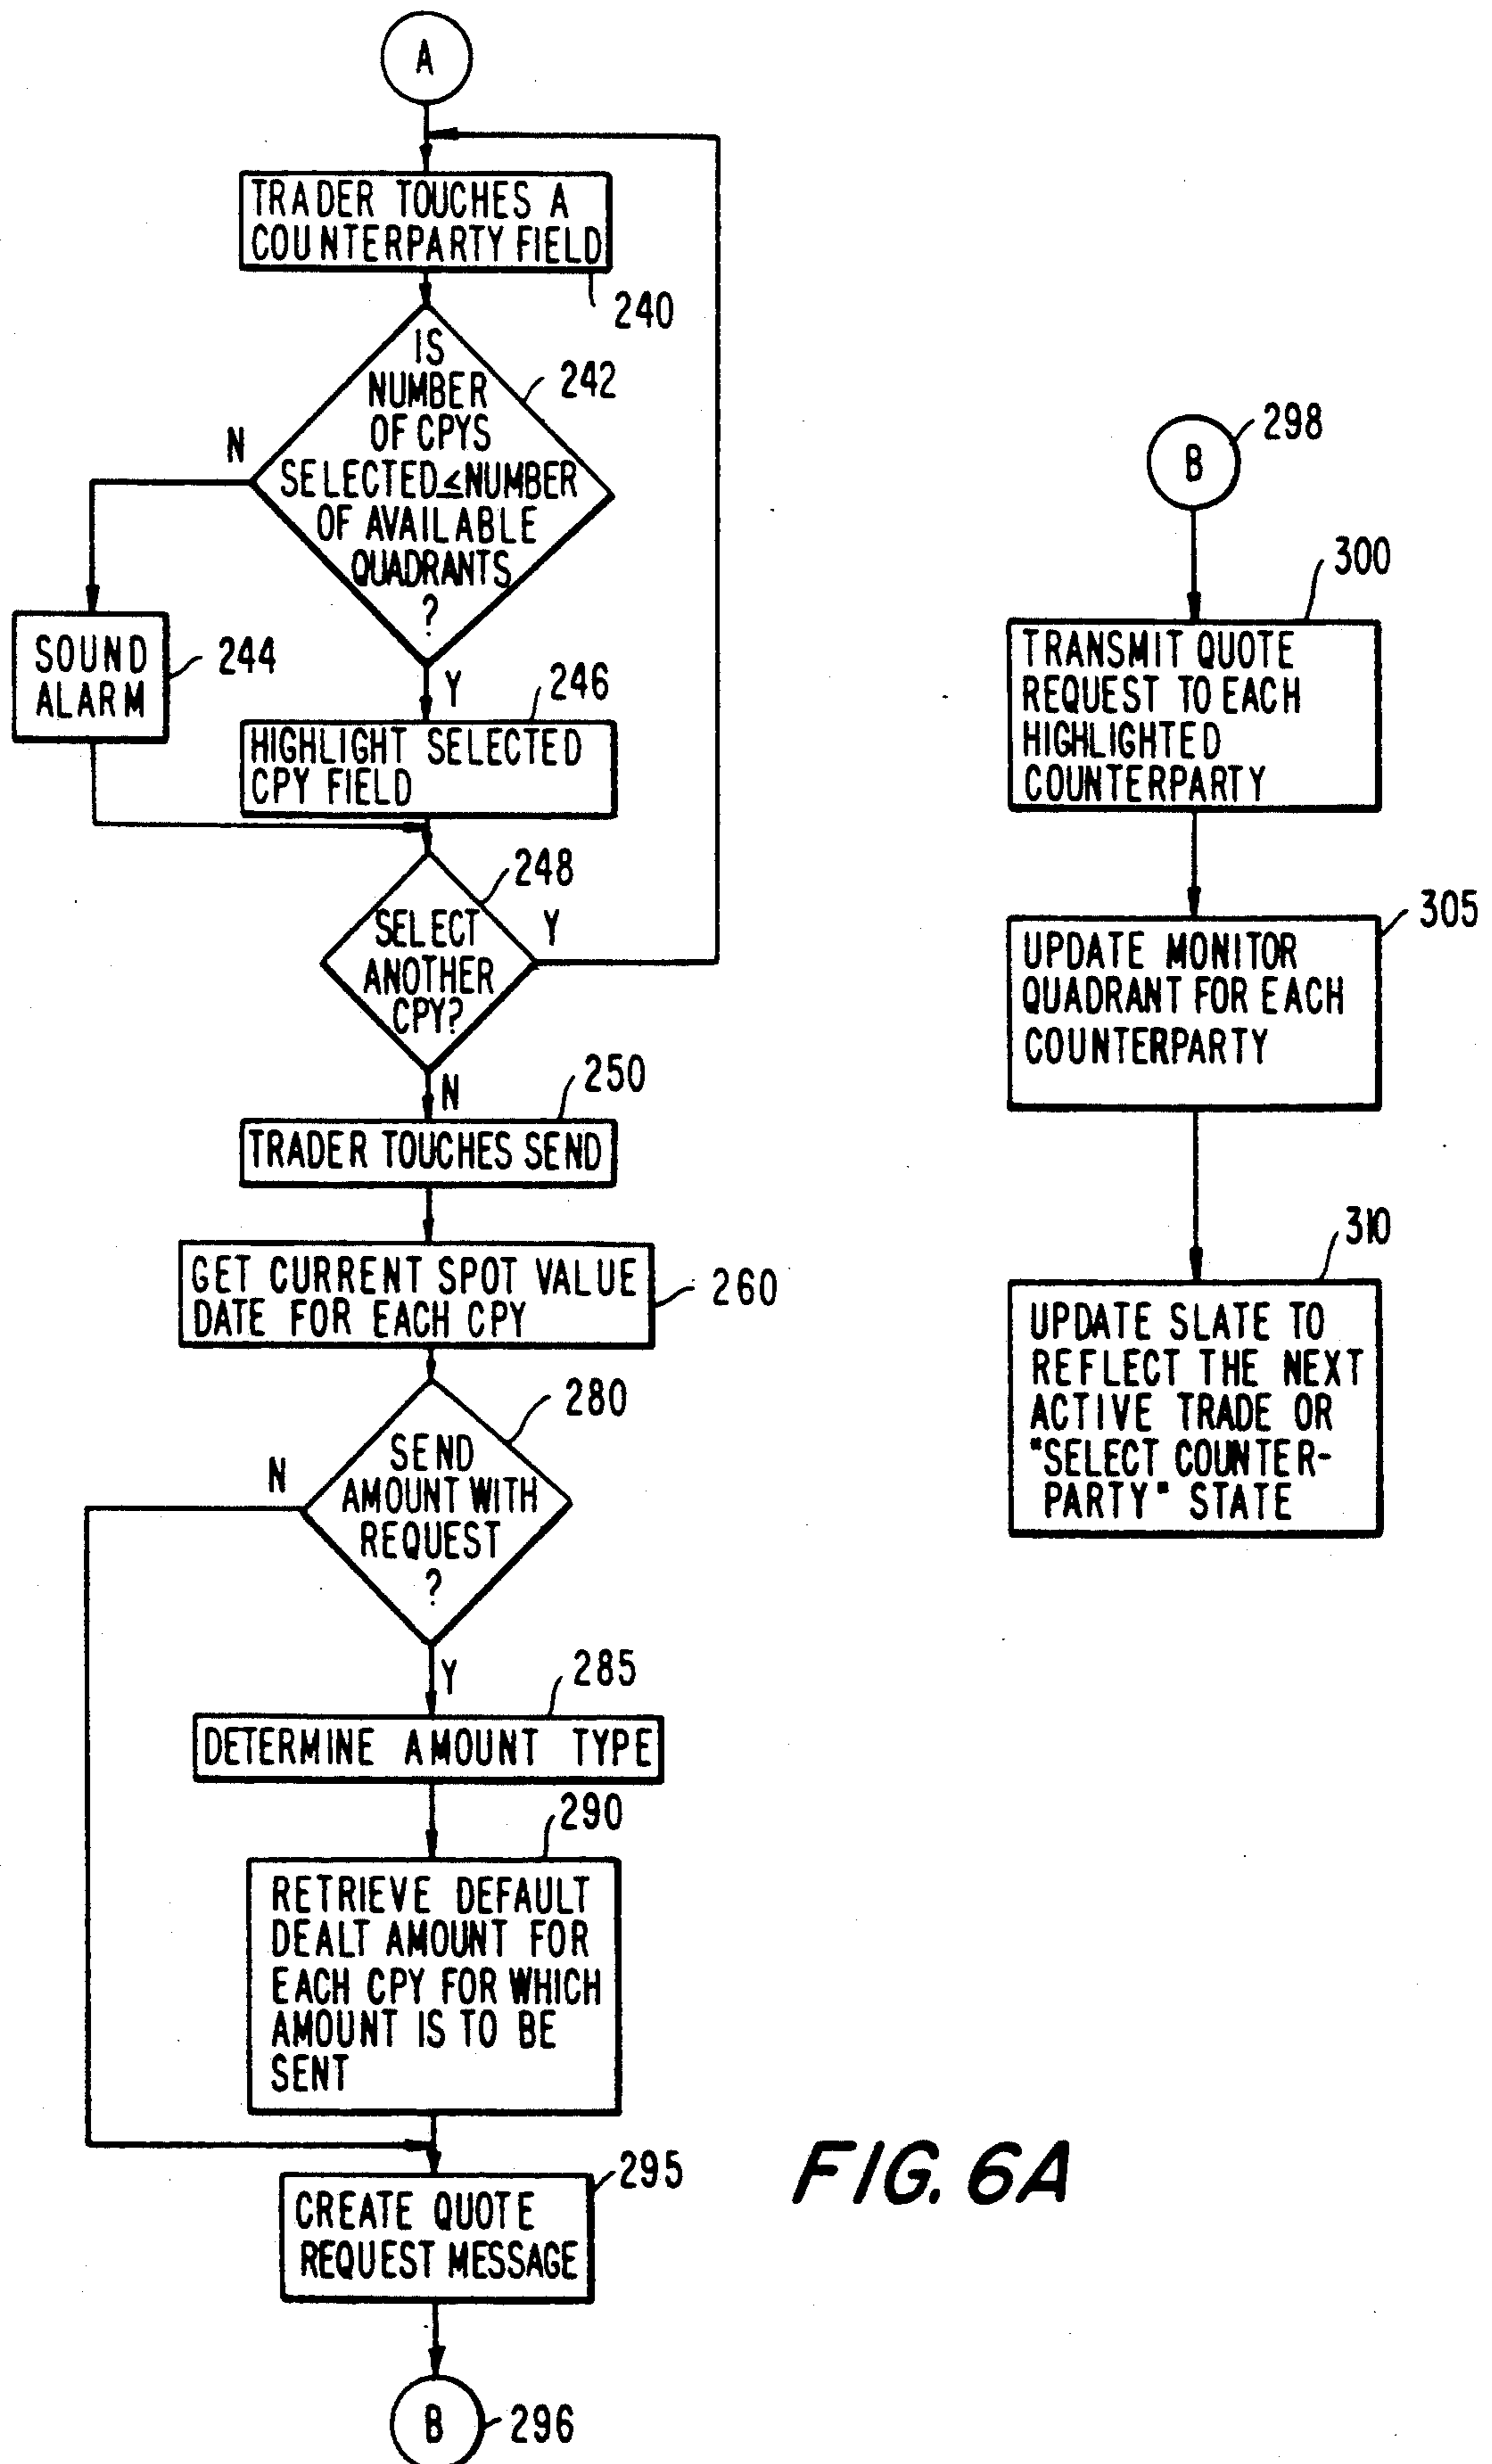 A
TRADER TOUCHES A
COUNTERPARTY FIELD
240
IS
NUMBER
OF CPYS
SELECTED≤NUMBER
OF AVAILABLE
QUADRANTS
?
242
N
SOUND
ALARM
244
Y
246
HIGHLIGHT SELECTED
CPY FIELD
248
SELECT
ANOTHER
CPY?
Y
N
250
TRADER TOUCHES SEND
GET CURRENT SPOT VALUE
DATE FOR EACH CPY
260
280
SEND
AMOUNT WITH
REQUEST
?
N
Y
285
DETERMINE AMOUNT TYPE
290
RETRIEVE DEFAULT
DEALT AMOUNT FOR
EACH CPY FOR WHICH
AMOUNT IS TO BE
SENT
295
CREATE QUOTE
REQUEST MESSAGE
B
296
B
298
300
TRANSMIT QUOTE
REQUEST TO EACH
HIGHLIGHTED
COUNTERPARTY
305
UPDATE MONITOR
QUADRANT FOR EACH
COUNTERPARTY
310
UPDATE SLATE TO
REFLECT THE NEXT
ACTIVE TRADE OR
"SELECT COUNTER-
PARTY" STATE
FIG. 6A